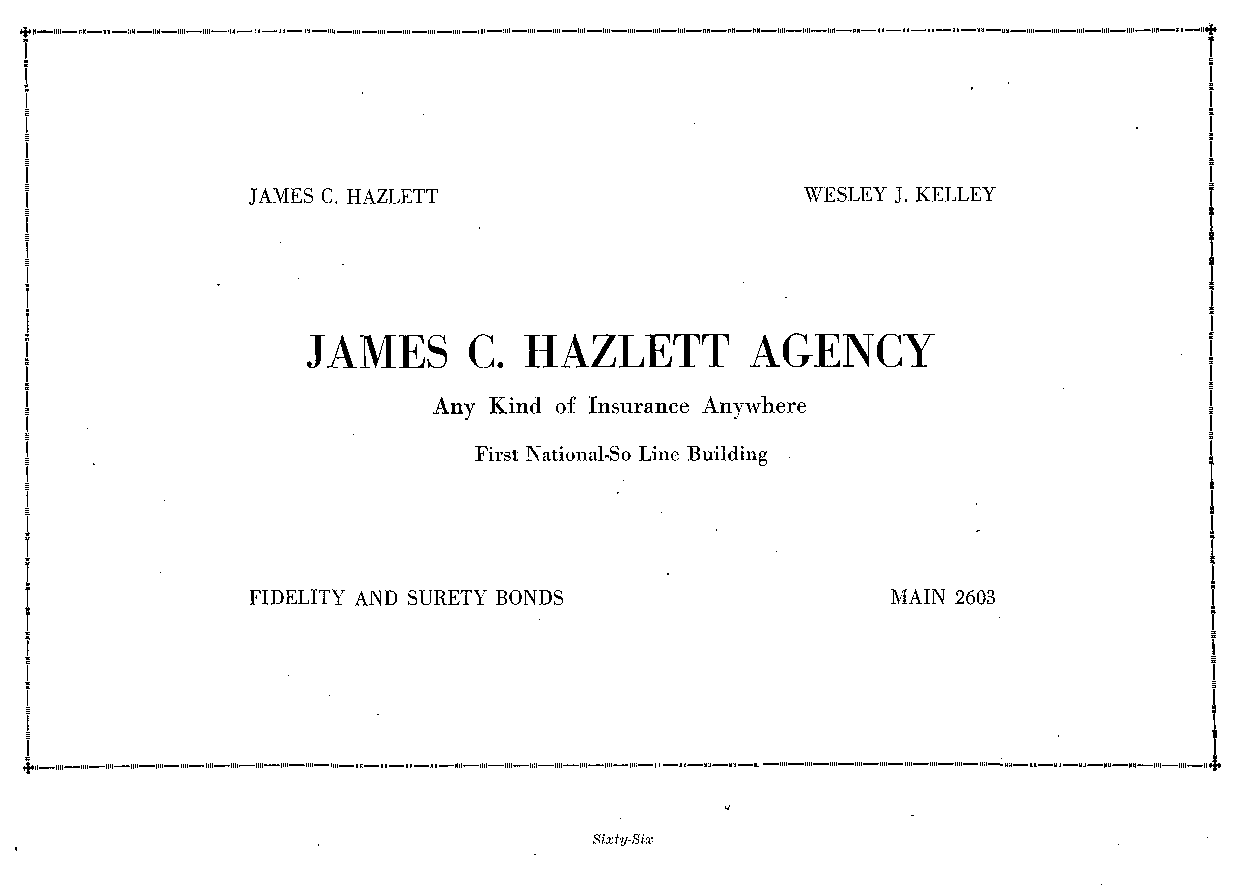 JAMES C. HAZLETT WESLEY J. KELLEY
JAMES C. HAZLETT AGENCY
Any Kind of Insurance Anywhere
First National-So Line Building
FIDELITY AND SURETY BONDS MAIN 2603
Sixty-Six